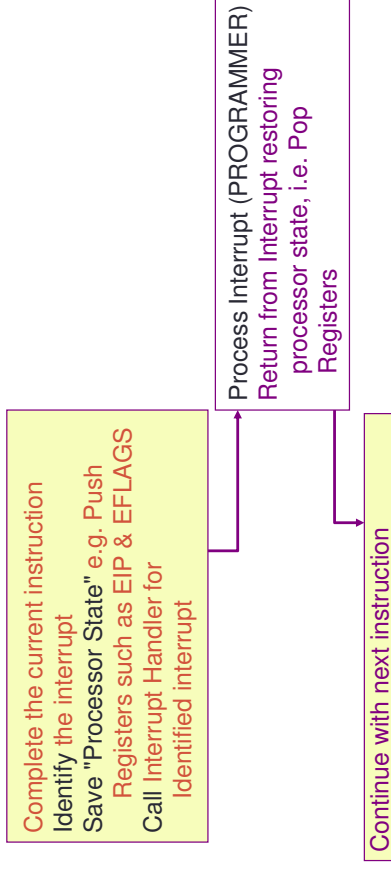 Complete the current instruction
Identify the interrupt
Save "Processor State" e.g. Push
Registers such as EIP & EFLAGS
Call Interrupt Handler for
Identified interrupt
Process Interrupt (PROGRAMMER)
Return from Interrupt restoring
processor state, i.e. Pop
Registers
Continue with next instruction